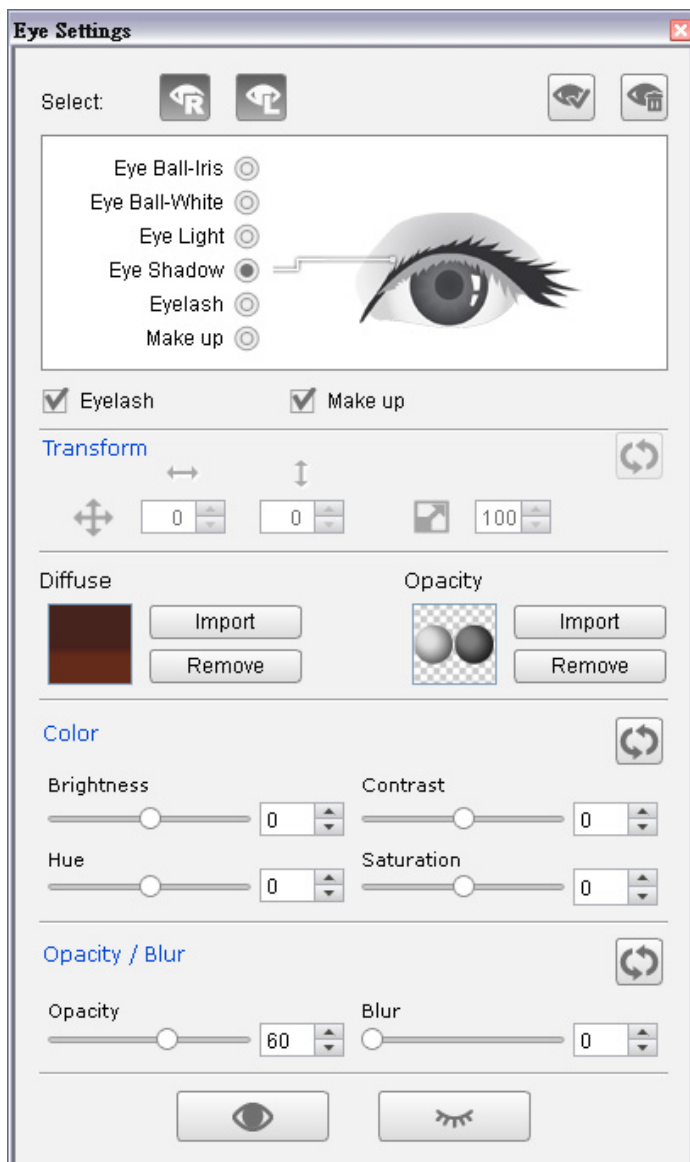 Eye Settings
Select: R L
Eye Ball-Iris
Eye Ball-White
Eye Light
Eye Shadow
Eyelash
Make up
Eyelash Make up
Transform
0 0 100
Diffuse Opacity
Import Import
Remove Remove
Color
Brightness Contrast
0 0
Hue Saturation
0 0
Opacity / Blur
Opacity Blur
60 0